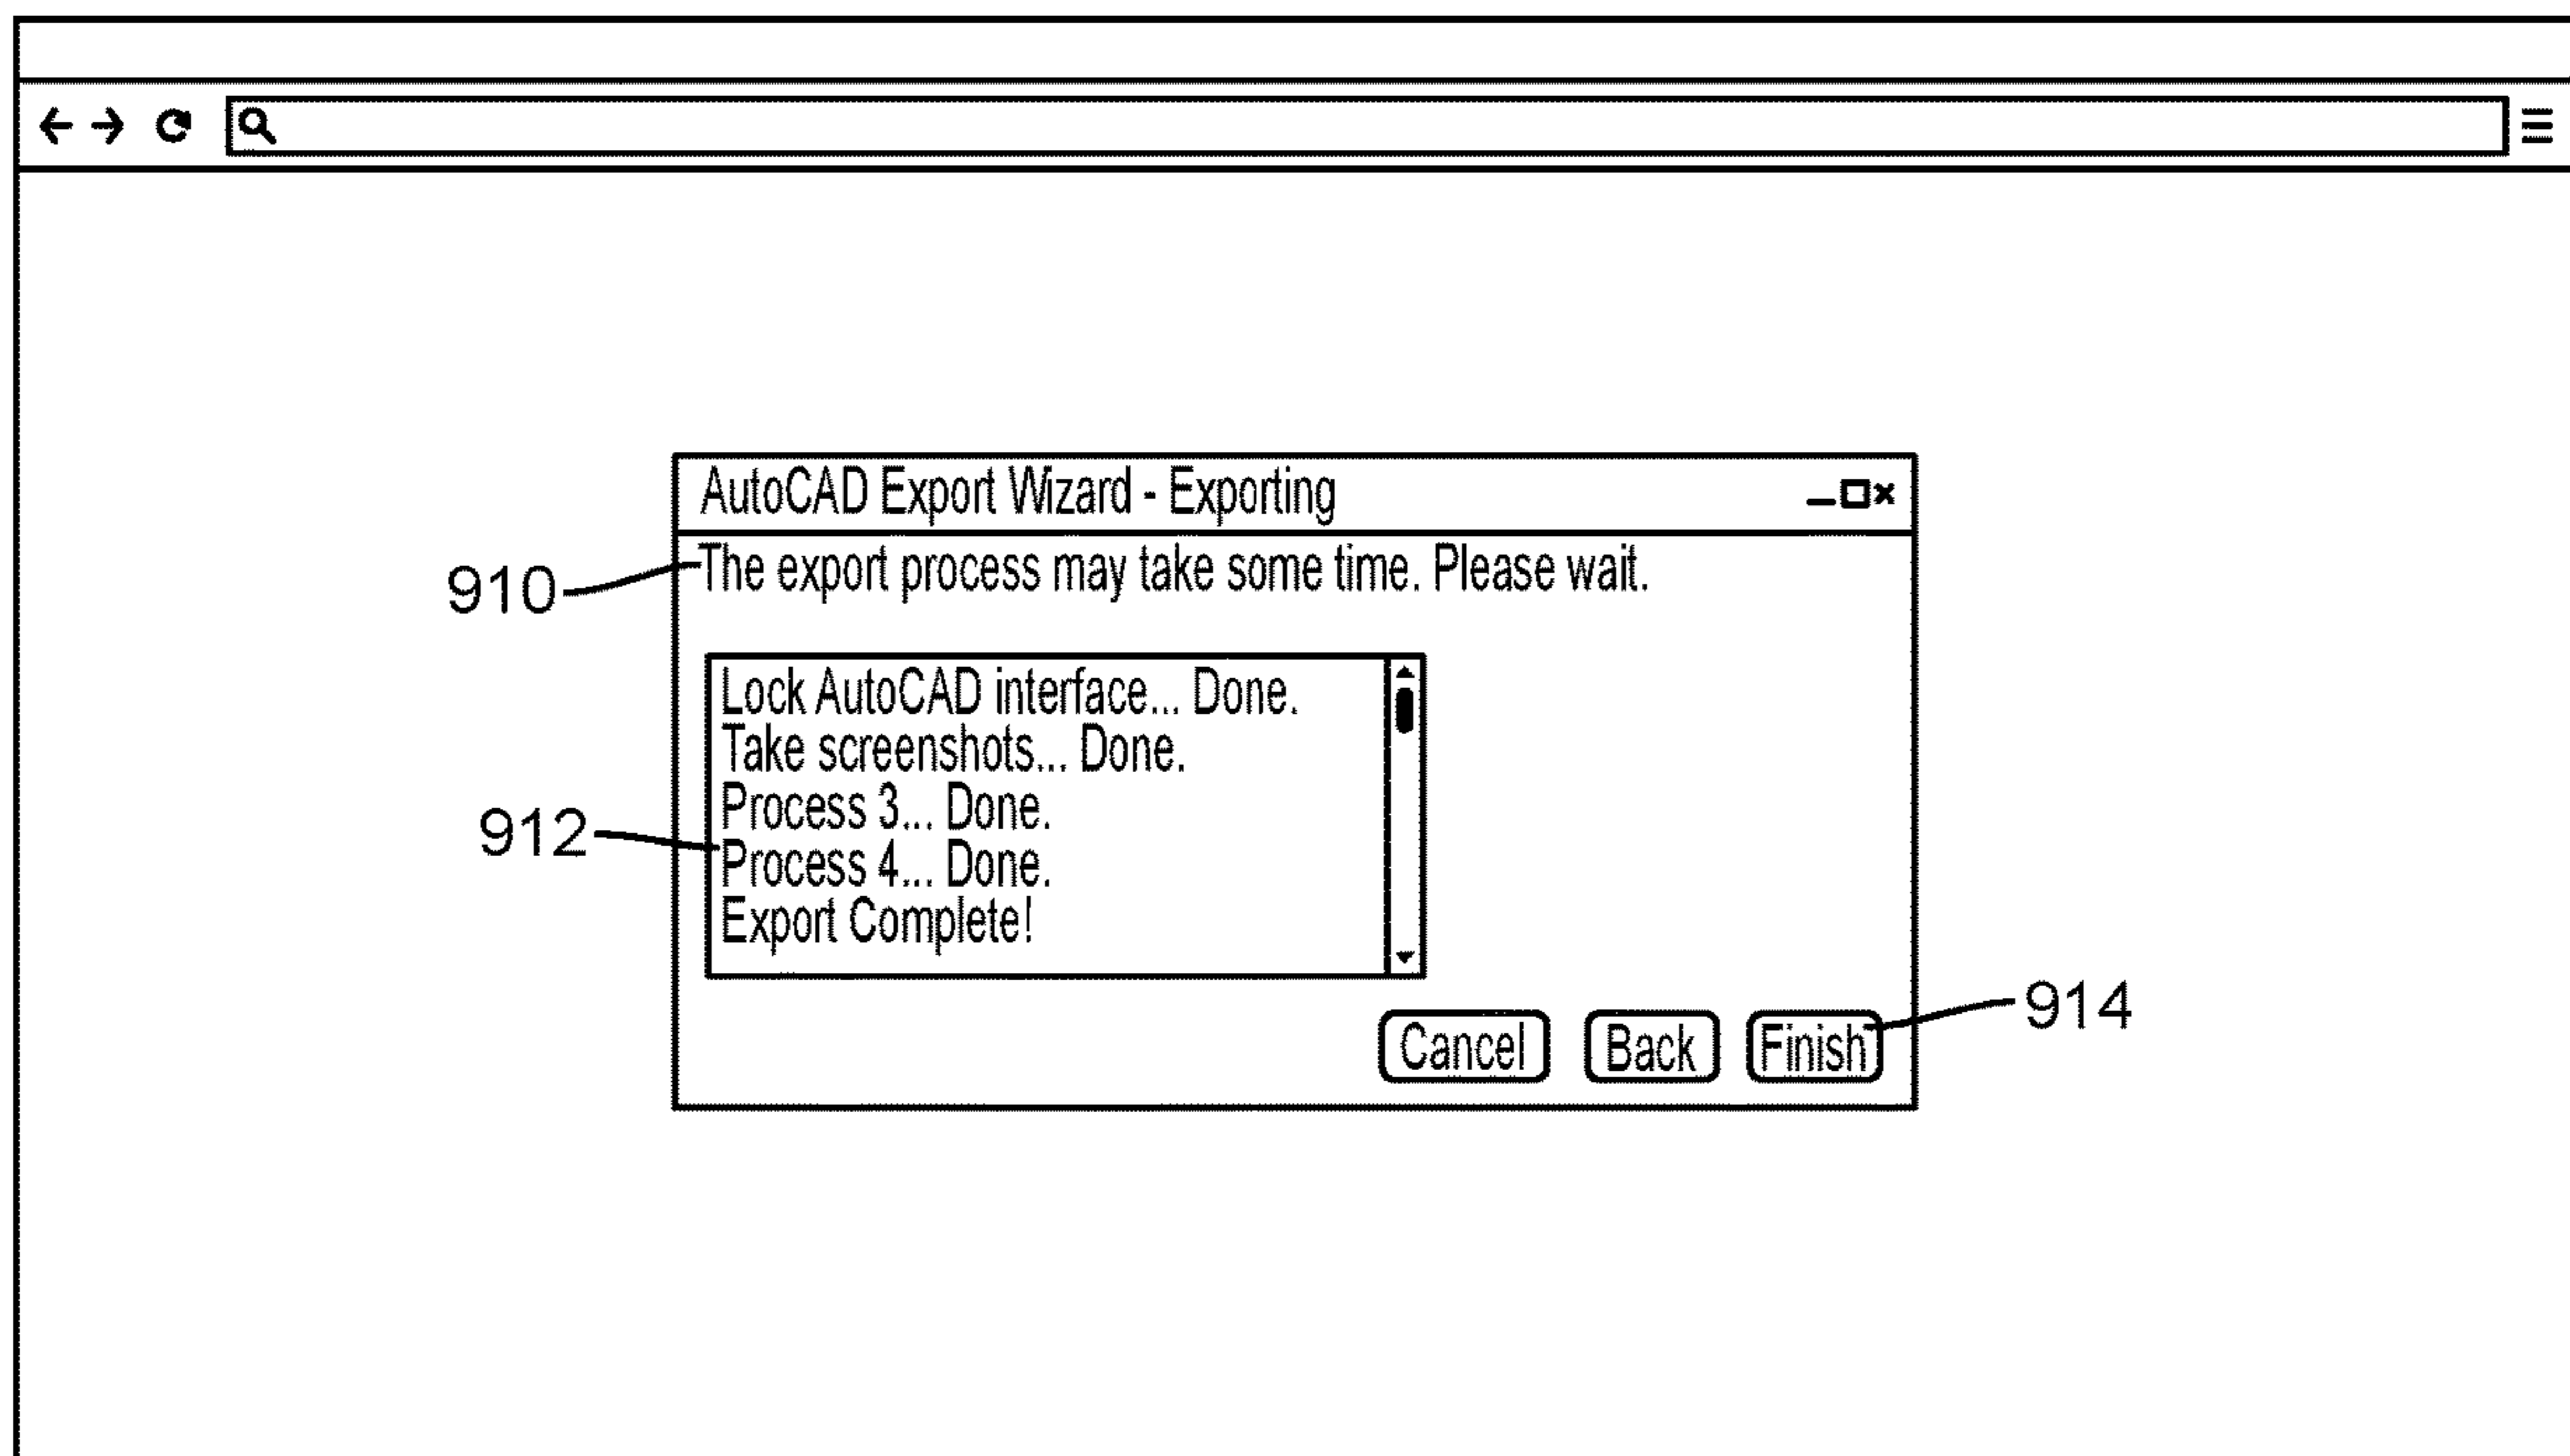 AutoCAD Export Wizard - Exporting
910
The export process may take some time. Please wait.
Lock AutoCAD interface... Done.
Take screenshots... Done.
Process 3... Done.
912
Process 4... Done.
Export Complete!
914
Cancel
Back
Finish